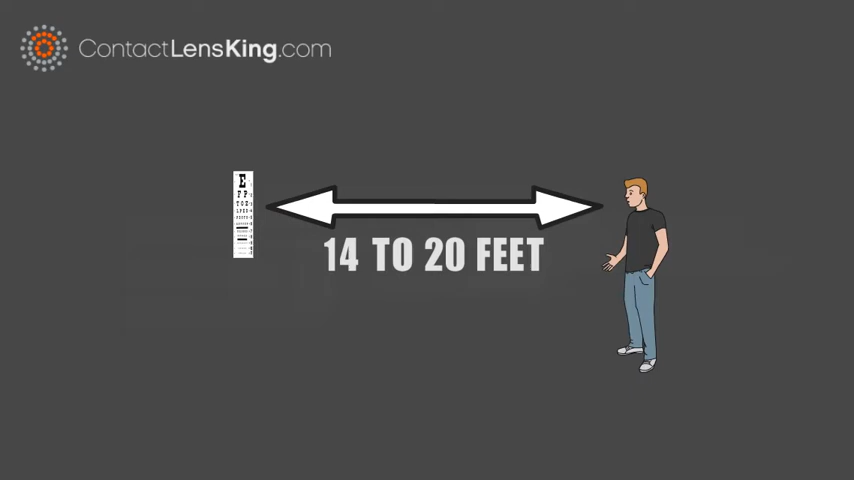 ContactLensKing.com
E
F P
T O Z
L P E D
14 TO 20 FEET